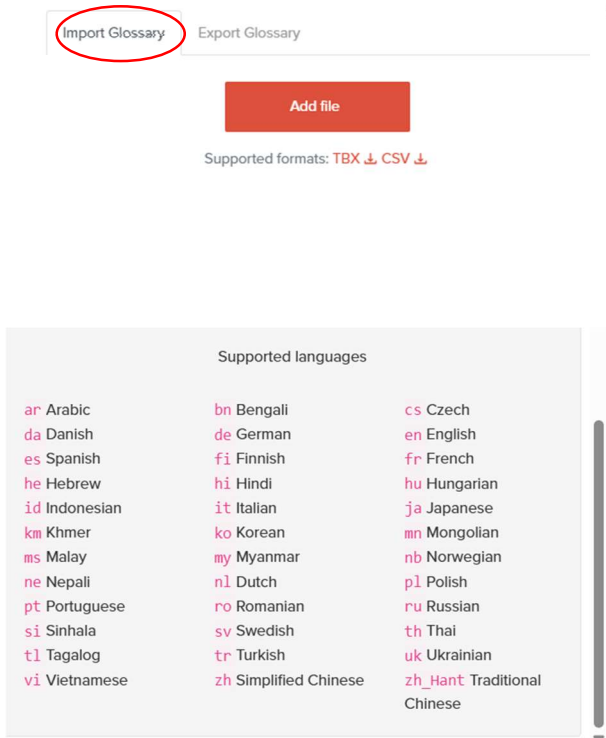 Import Glossary Export Glossary
Add file
Supported formats: TBX CSV
Supported languages
ar Arabic bn Bengali cs Czech
da Danish de German en English
es Spanish fi Finnish fr French
he Hebrew hi Hindi hu Hungarian
id Indonesian it Italian ja Japanese
km Khmer ko Korean mn Mongolian
ms Malay my Myanmar nb Norwegian
ne Nepali nl Dutch pl Polish
pt Portuguese ro Romanian ru Russian
si Sinhala sv Swedish th Thai
tl Tagalog tr Turkish uk Ukrainian
vi Vietnamese zh Simplified Chinese zh_Hant Traditional
Chinese